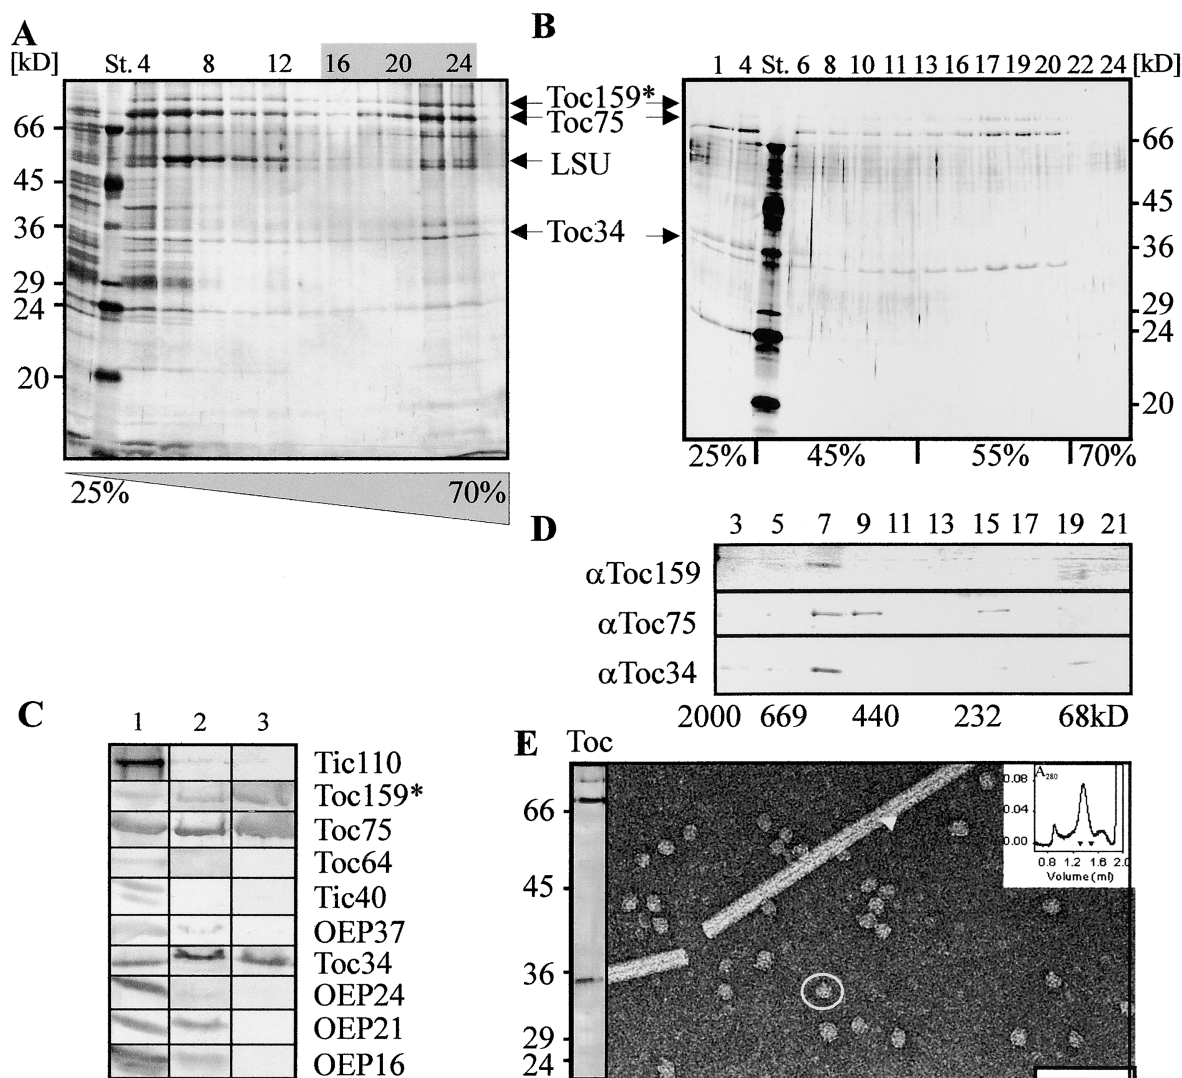 A
[kD]
St. 4 8 12 16 20 24
66
45
36
29
24
20
25% 70%
Toc159*
Toc75
LSU
Toc34
B
1 4 St. 6 8 10 11 13 16 17 19 20 22 24 [kD]
66
45
36
29
24
20
25% 45% 55% 70%
D
3 5 7 9 11 13 15 17 19 21
αToc159
αToc75
αToc34
2000 669 440 232 68kD
C
1 2 3
Tic110
Toc159*
Toc75
Toc64
Tic40
OEP37
Toc34
OEP24
OEP21
OEP16
E Toc
66
45
36
29
24
A280
0.08
0.04
0.00
0.8 1.2 1.6 2.0
Volume (ml)